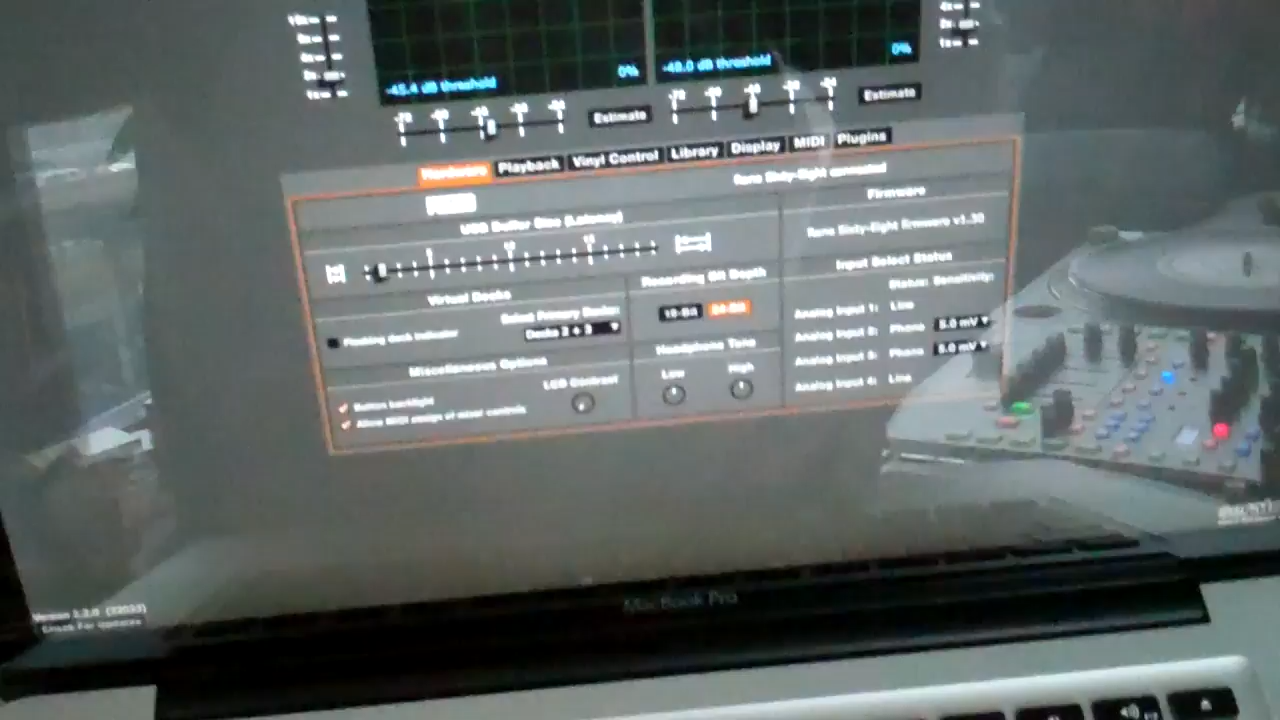 -45.4 dB threshold 0%
-48.0 dB threshold 0%
Estimate
Estimate
Hardware Playback Vinyl Control Library Display MIDI Plugins
Rane Sixty-Eight connected
USB Buffer Size (Latency)
Firmware
Rane Sixty-Eight firmware v1.30
Input Select Status
Status: Sensitivity:
Analog Input 1: Line
Analog Input 2: Phono 5.0 mV
Analog Input 3: Phono 5.0 mV
Analog Input 4: Line
Recording Bit Depth
16-Bit 24-Bit
Headphone Tone
Low High
Virtual Decks
Select Primary Decks:
Flashing deck indicator
Decks 2 + 3
Miscellaneous Options
LCD Contrast
Button backlight
Allow MIDI assign of mixer controls
Check For Updates
MacBook Pro